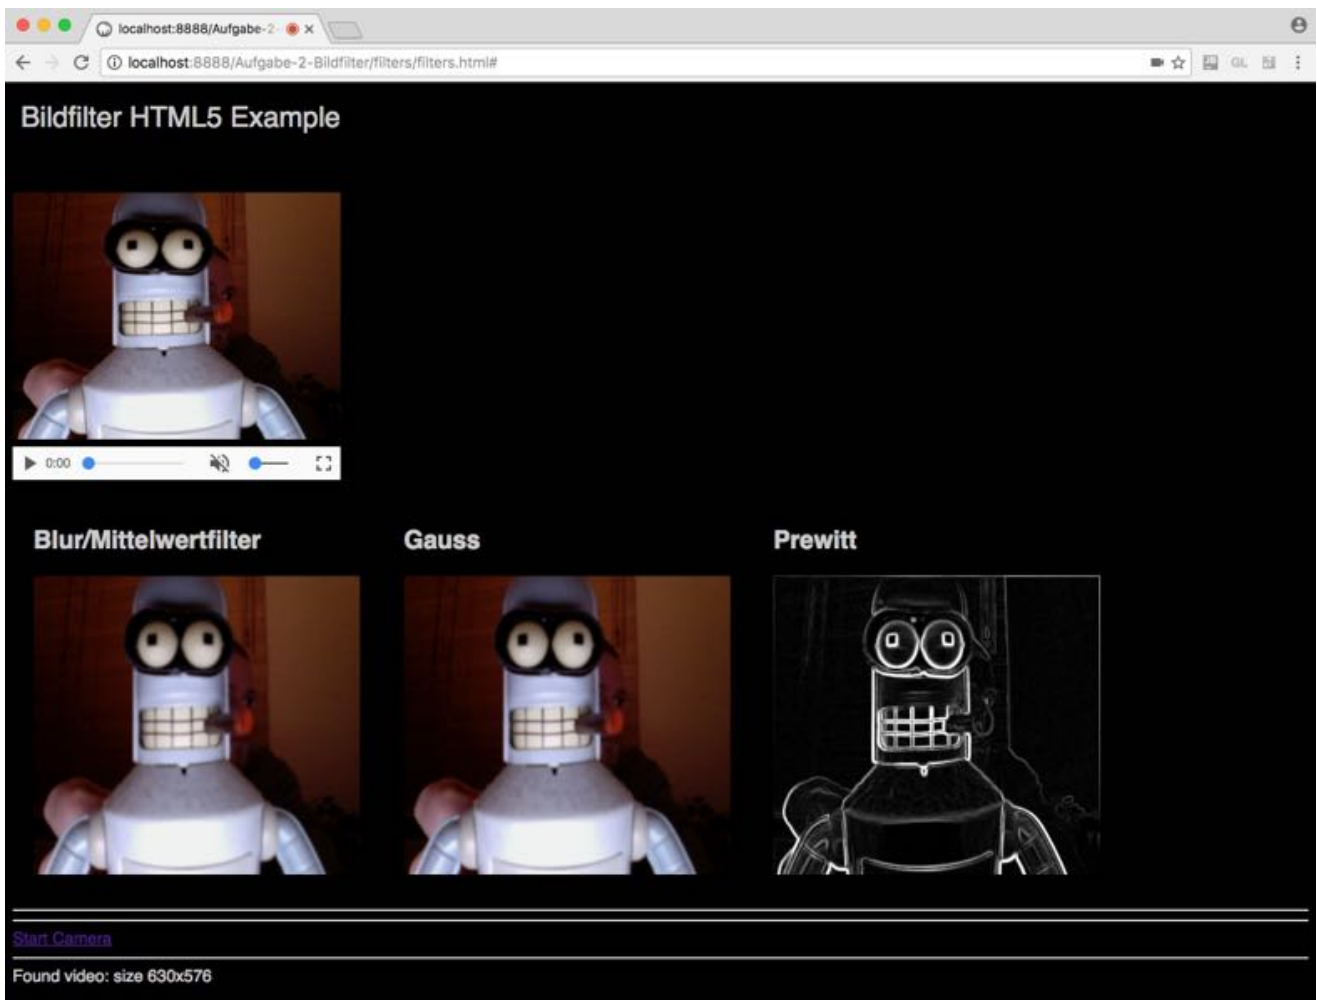 localhost:8888/Aufgabe-2-
localhost:8888/Aufgabe-2-Bildfilter/filters/filters.html#
GL
Bildfilter HTML5 Example
0:00
Blur/Mittelwertfilter
Gauss
Prewitt
Start Camera
Found video: size 630x576